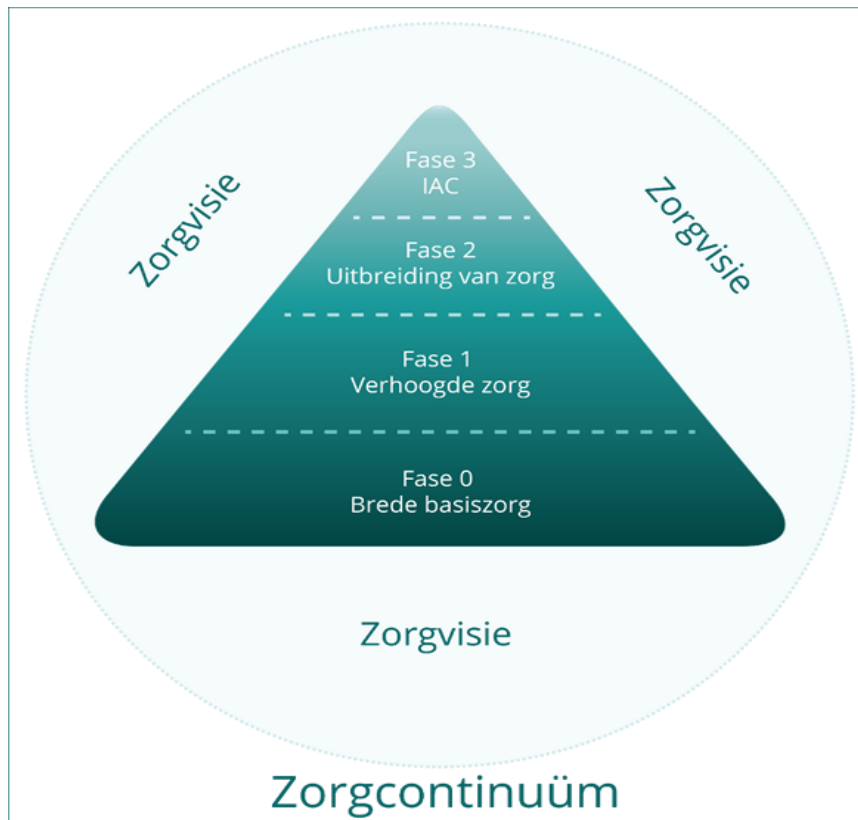 Zorgvisie
Zorgvisie
Fase 3
IAC
Fase 2
Uitbreiding van zorg
Fase 1
Verhoogde zorg
Fase 0
Brede basiszorg
Zorgvisie
Zorgcontinuüm